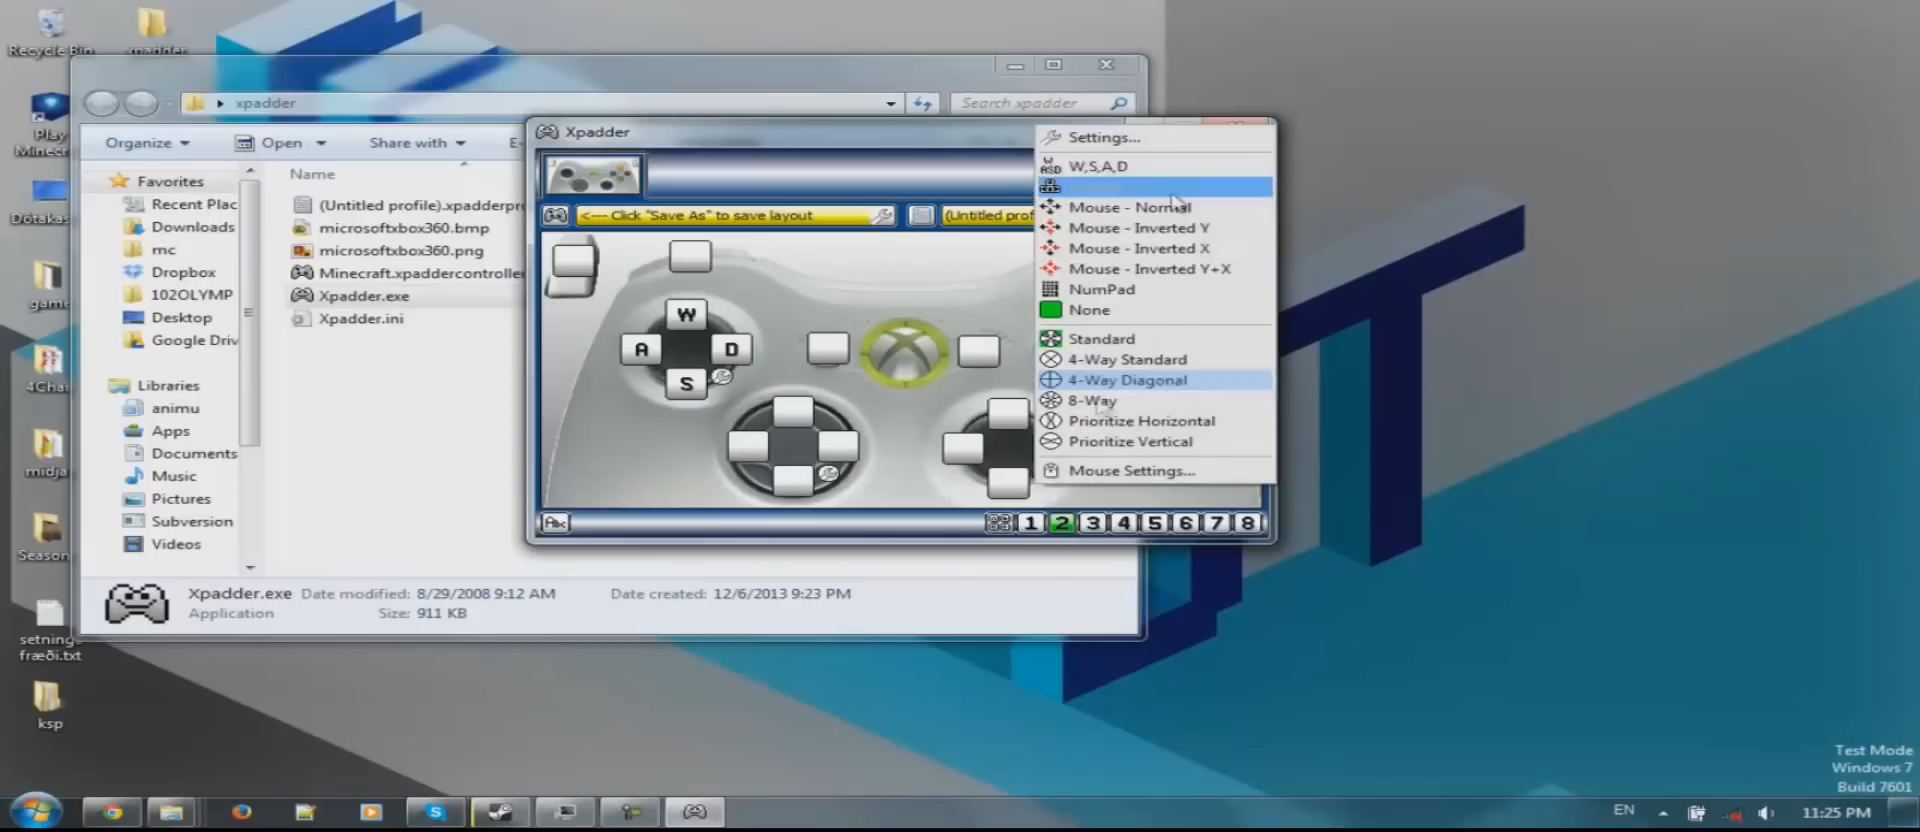 Recycle Bin
xpadder
Play
Minec
Dotakas
game
4Chan
midja
Season
setning
fræði.txt
ksp
xpadder
Search xpadder
Organize
Open
Share with
E-
Favorites
Recent Plac
Downloads
mc
Dropbox
102OLYMP
Desktop
Google Driv
Libraries
animu
Apps
Documents
Music
Pictures
Subversion
Videos
Name
(Untitled profile).xpadderpr
microsoftxbox360.bmp
microsoftxbox360.png
Minecraft.xpaddercontrolle
Xpadder.exe
Xpadder.ini
Xpadder.exe Date modified: 8/29/2008 9:12 AM Date created: 12/6/2013 9:23 PM
Application Size: 911 KB
Xpadder
<--- Click "Save As" to save layout
(Untitled prof
W
A D
S
Abc
1 2 3 4 5 6 7 8
Settings...
W,S,A,D
Mouse - Normal
Mouse - Inverted Y
Mouse - Inverted X
Mouse - Inverted Y+X
NumPad
None
Standard
4-Way Standard
4-Way Diagonal
8-Way
Prioritize Horizontal
Prioritize Vertical
Mouse Settings...
Test Mode
Windows 7
Build 7601
EN
11:25 PM